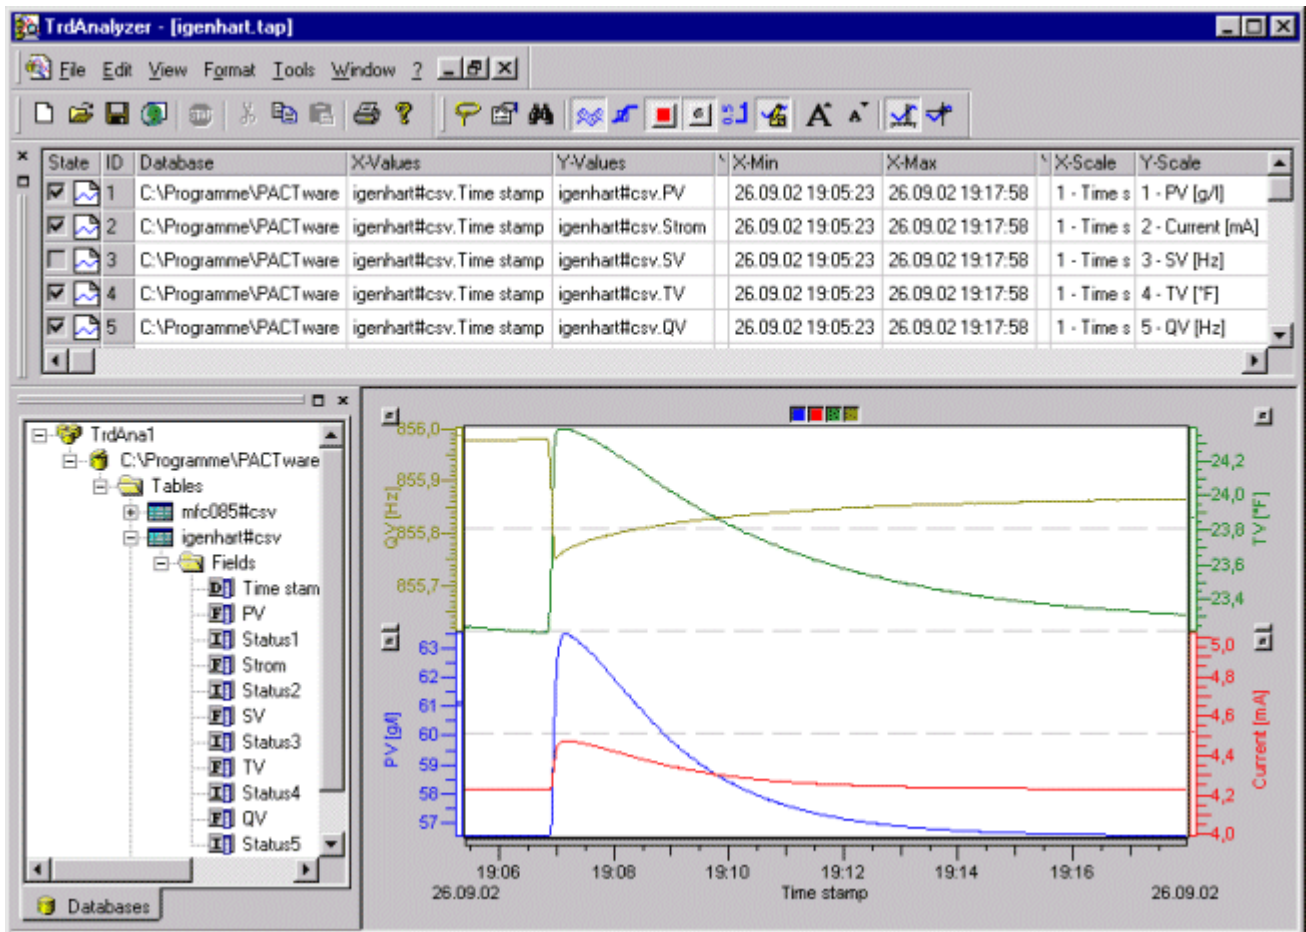 TrdAnalyzer - [igenhart.tap]
File Edit View Format Tools Window ?
State ID Database X-Values Y-Values X-Min X-Max X-Scale Y-Scale
1 C:\Programme\PACTware igenhart#csv.Time stamp igenhart#csv.PV 26.09.02 19:05:23 26.09.02 19:17:58 1 - Time s 1 - PV [g/l]
2 C:\Programme\PACTware igenhart#csv.Time stamp igenhart#csv.Strom 26.09.02 19:05:23 26.09.02 19:17:58 1 - Time s 2 - Current [mA]
3 C:\Programme\PACTware igenhart#csv.Time stamp igenhart#csv.SV 26.09.02 19:05:23 26.09.02 19:17:58 1 - Time s 3 - SV [Hz]
4 C:\Programme\PACTware igenhart#csv.Time stamp igenhart#csv.TV 26.09.02 19:05:23 26.09.02 19:17:58 1 - Time s 4 - TV [°F]
5 C:\Programme\PACTware igenhart#csv.Time stamp igenhart#csv.QV 26.09.02 19:05:23 26.09.02 19:17:58 1 - Time s 5 - QV [Hz]
TrdAna1
C:\Programme\PACTware
Tables
mfc085#csv
igenhart#csv
Fields
D Time stam
F PV
I Status1
F Strom
I Status2
F SV
I Status3
F TV
I Status4
F QV
I Status5
Databases
856,0
855,9
855,8
855,7
QV [Hz]
24,2
24,0
23,8
23,6
23,4
TV [°F]
63
62
61
60
59
58
57
PV [g/l]
5,0
4,8
4,6
4,4
4,2
4,0
Current [mA]
19:06 19:08 19:10 19:12 19:14 19:16
26.09.02 Time stamp 26.09.02